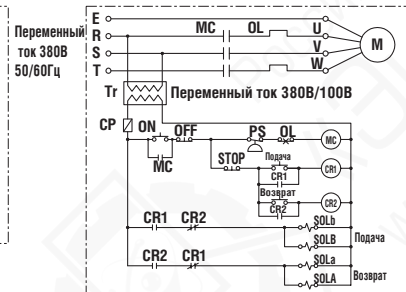 Переменный
ток 380В
50/60Гц
E
R
S
T
MC
OL
U
V
W
M
Tr
Переменный ток 380В/100В
CP
ON
OFF
PS
OL
MC
MC
STOP
Подача
CR1
CR1
Возврат
CR2
CR2
CR1
CR2
SOLb
SOLB
Подача
CR2
CR1
SOLa
SOLA
Возврат